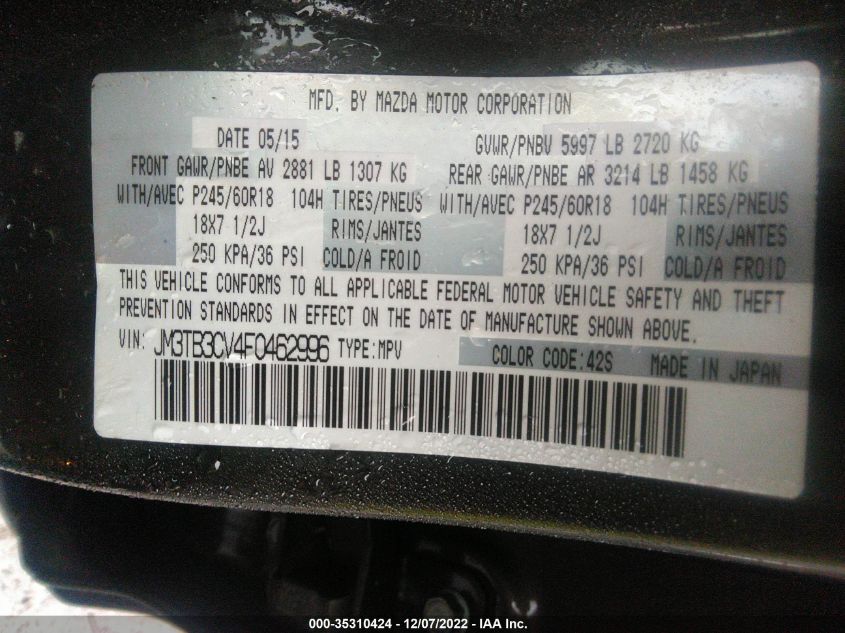 MFD. BY MAZDA MOTOR CORPORATION
DATE 05/15 GVWR/PNBV 5997 LB 2720 KG
FRONT GAWR/PNBE AV 2881 LB 1307 KG REAR GAWR/PNBE AR 3214 LB 1458 KG
WITH/AVEC P245/60R18 104H TIRES/PNEUS WITH/AVEC P245/60R18 104H TIRES/PNEUS
18X7 1/2J RIMS/JANTES 18X7 1/2J RIMS/JANTES
250 KPA/36 PSI COLD/A FROID 250 KPA/36 PSI COLD/A FROID
THIS VEHICLE CONFORMS TO ALL APPLICABLE FEDERAL MOTOR VEHICLE SAFETY AND THEFT
PREVENTION STANDARDS IN EFFECT ON THE DATE OF MANUFACTURE SHOWN ABOVE.
VIN: JM3TB3CV4F0462996 TYPE:MPV COLOR CODE:42S MADE IN JAPAN
000-35310424 - 12/07/2022 - IAA Inc.